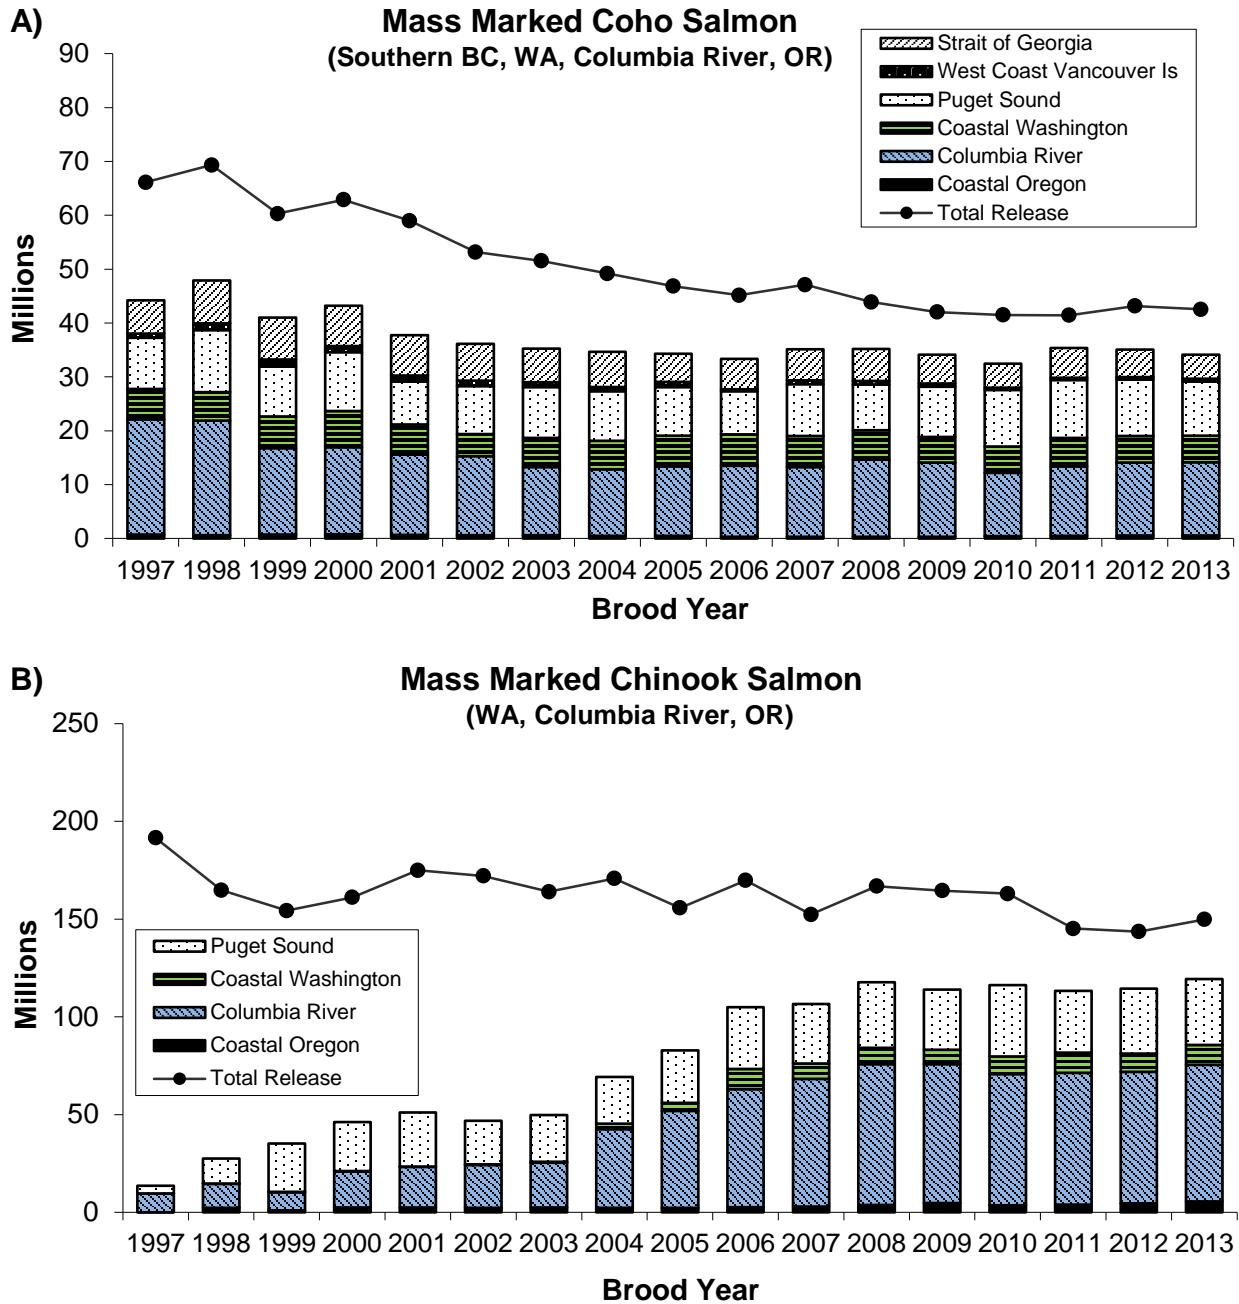 A)
Mass Marked Coho Salmon
(Southern BC, WA, Columbia River, OR)
Strait of Georgia
West Coast Vancouver Is
Puget Sound
Coastal Washington
Columbia River
Coastal Oregon
Total Release
90
80
70
60
50
40
30
20
10
0
Millions
1997 1998 1999 2000 2001 2002 2003 2004 2005 2006 2007 2008 2009 2010 2011 2012 2013
Brood Year
B)
Mass Marked Chinook Salmon
(WA, Columbia River, OR)
250
200
150
100
50
0
Millions
Puget Sound
Coastal Washington
Columbia River
Coastal Oregon
Total Release
1997 1998 1999 2000 2001 2002 2003 2004 2005 2006 2007 2008 2009 2010 2011 2012 2013
Brood Year